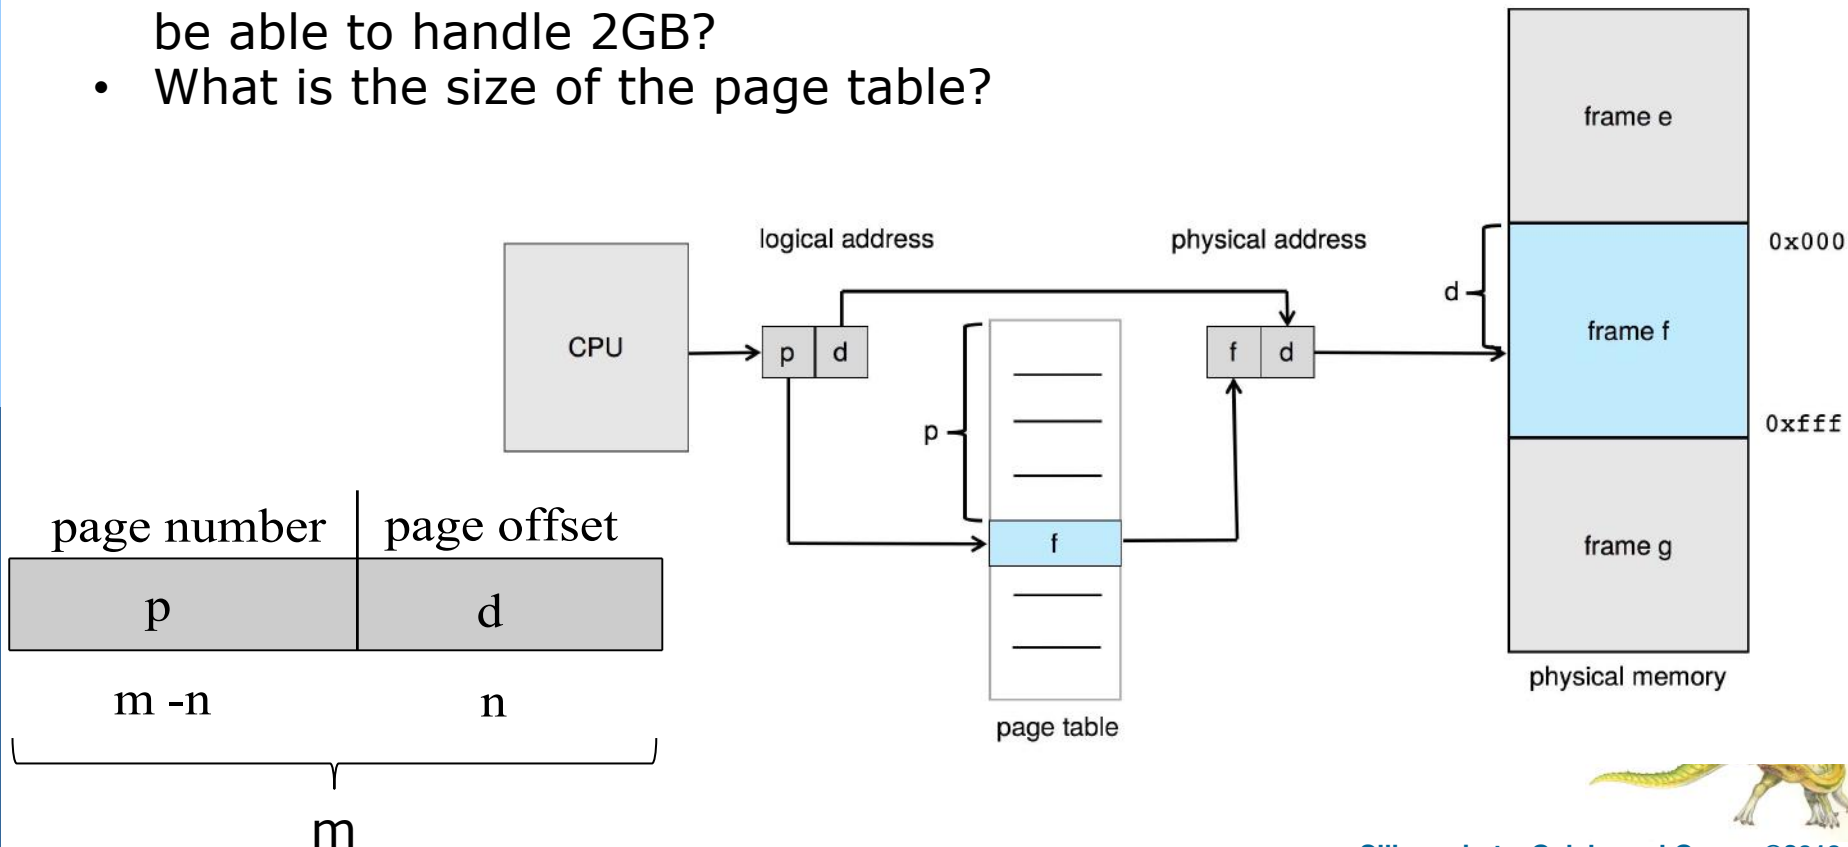 be able to handle 2GB?
• What is the size of the page table?
frame e
logical address
physical address
0x000
d
CPU
p d
f d
frame f
p
0xfff
page number page offset
f
frame g
p d
m -n n
physical memory
page table
m